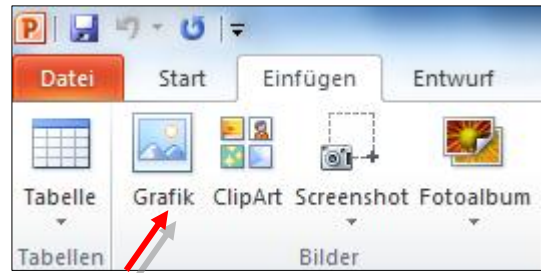 P
Datei Start Einfügen Entwurf
Tabelle Grafik ClipArt Screenshot Fotoalbum
Tabellen Bilder